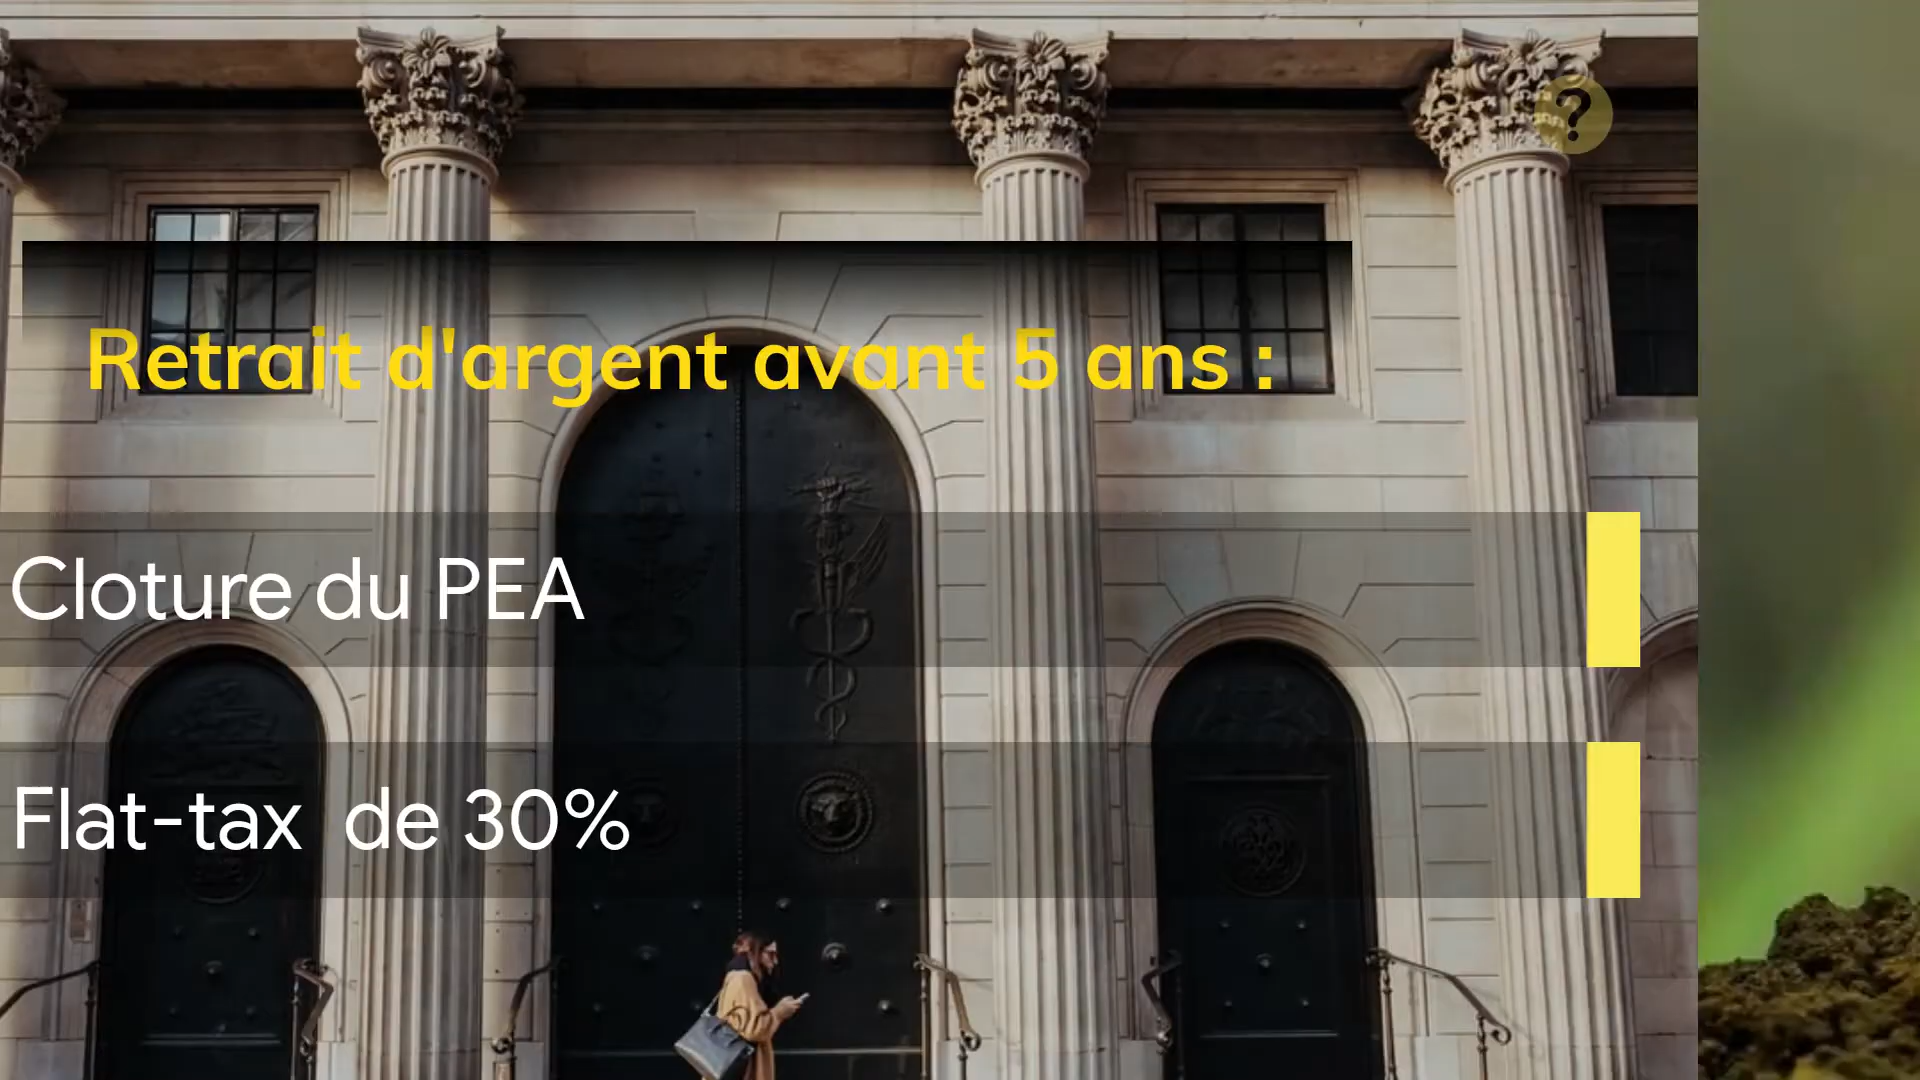 ?
Retrait d'argent avant 5 ans :
Cloture du PEA
Flat-tax de 30%